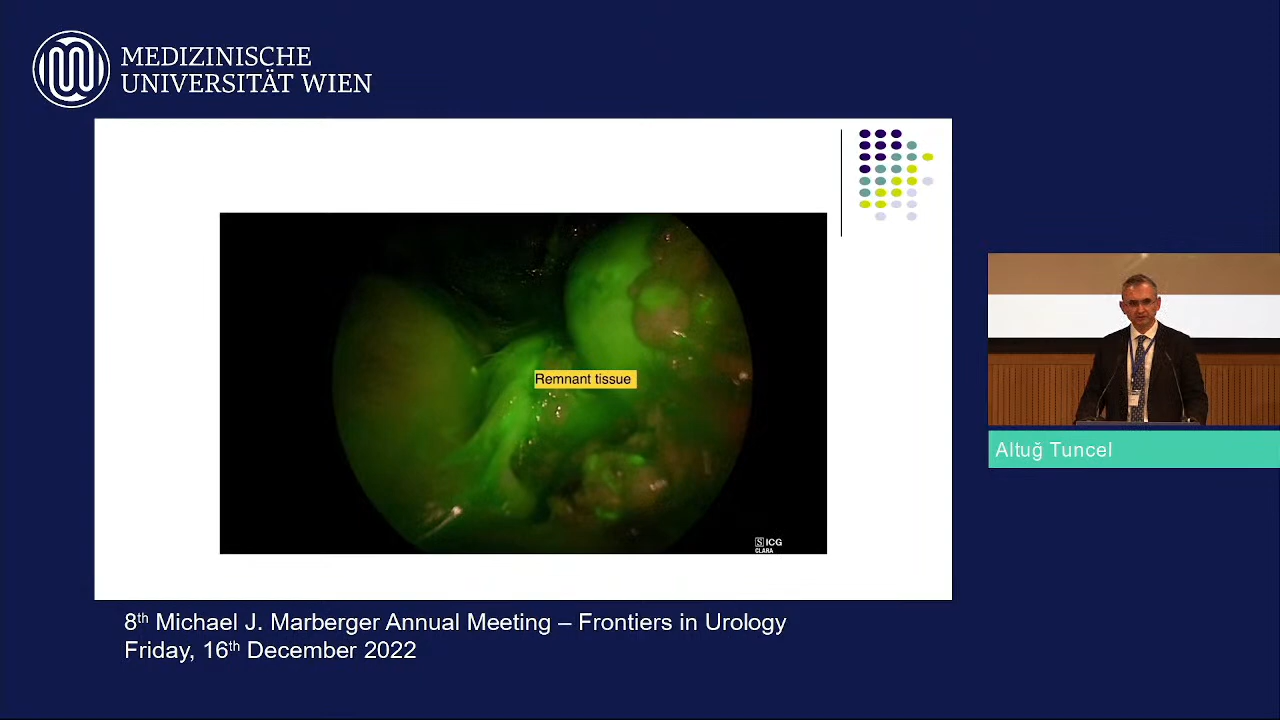 MEDIZINISCHE
UNIVERSITÄT WIEN
Remnant tissue
S ICG
CLARA
Altuğ Tuncel
8th Michael J. Marberger Annual Meeting – Frontiers in Urology
Friday, 16th December 2022